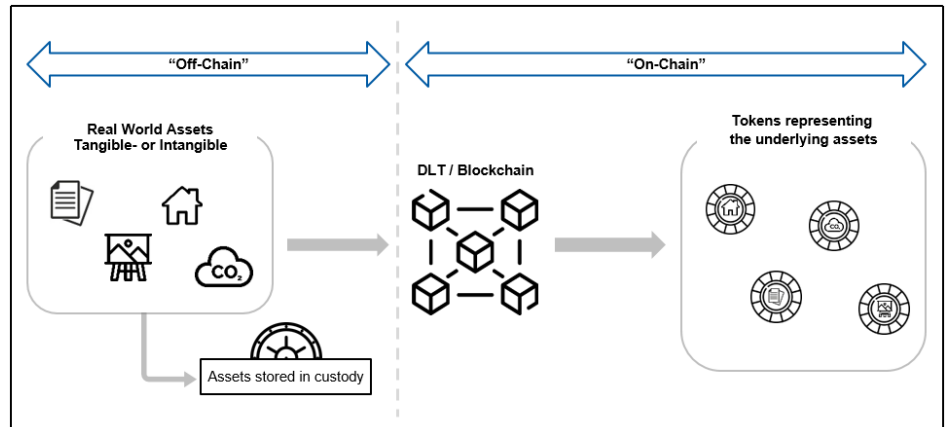 “Off-Chain”
“On-Chain”
Real World Assets
Tangible- or Intangible
CO2
Assets stored in custody
DLT / Blockchain
Tokens representing
the underlying assets
CO2